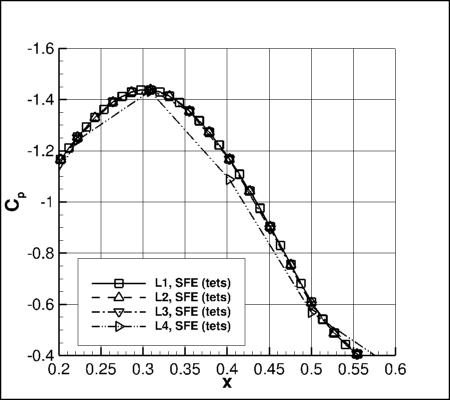 -1.6
-1.4
-1.2
-1
-0.8
-0.6
-0.4
Cp
L1, SFE (tets)
L2, SFE (tets)
L3, SFE (tets)
L4, SFE (tets)
0.2 0.25 0.3 0.35 0.4 0.45 0.5 0.55 0.6
x